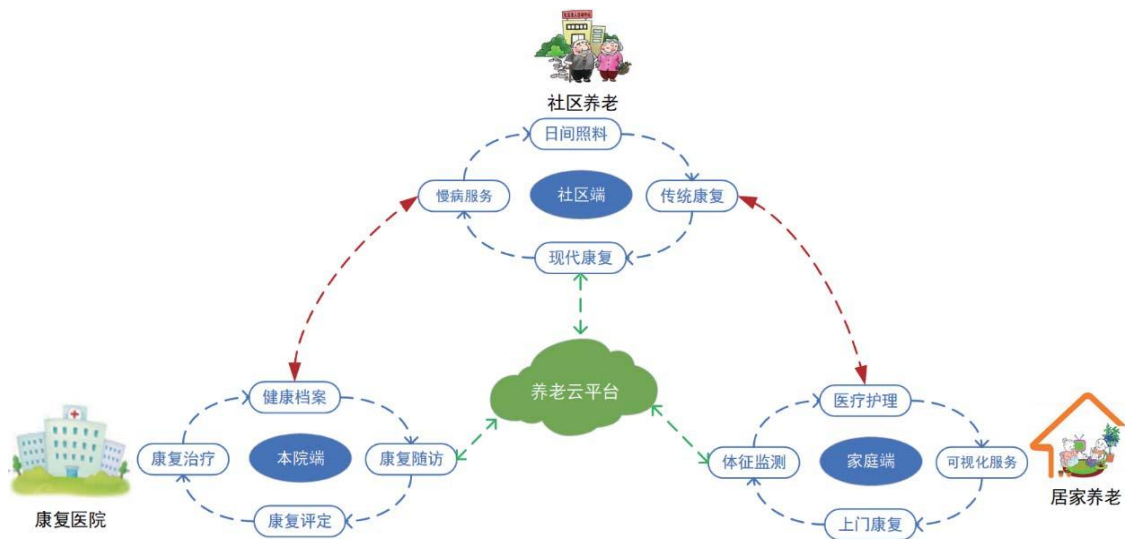 社区养老
日间照料
慢病服务
社区端
传统康复
现代康复
养老云平台
健康档案
康复治疗
本院端
康复随访
康复评定
康复医院
医疗护理
体征监测
家庭端
可视化服务
上门康复
居家养老